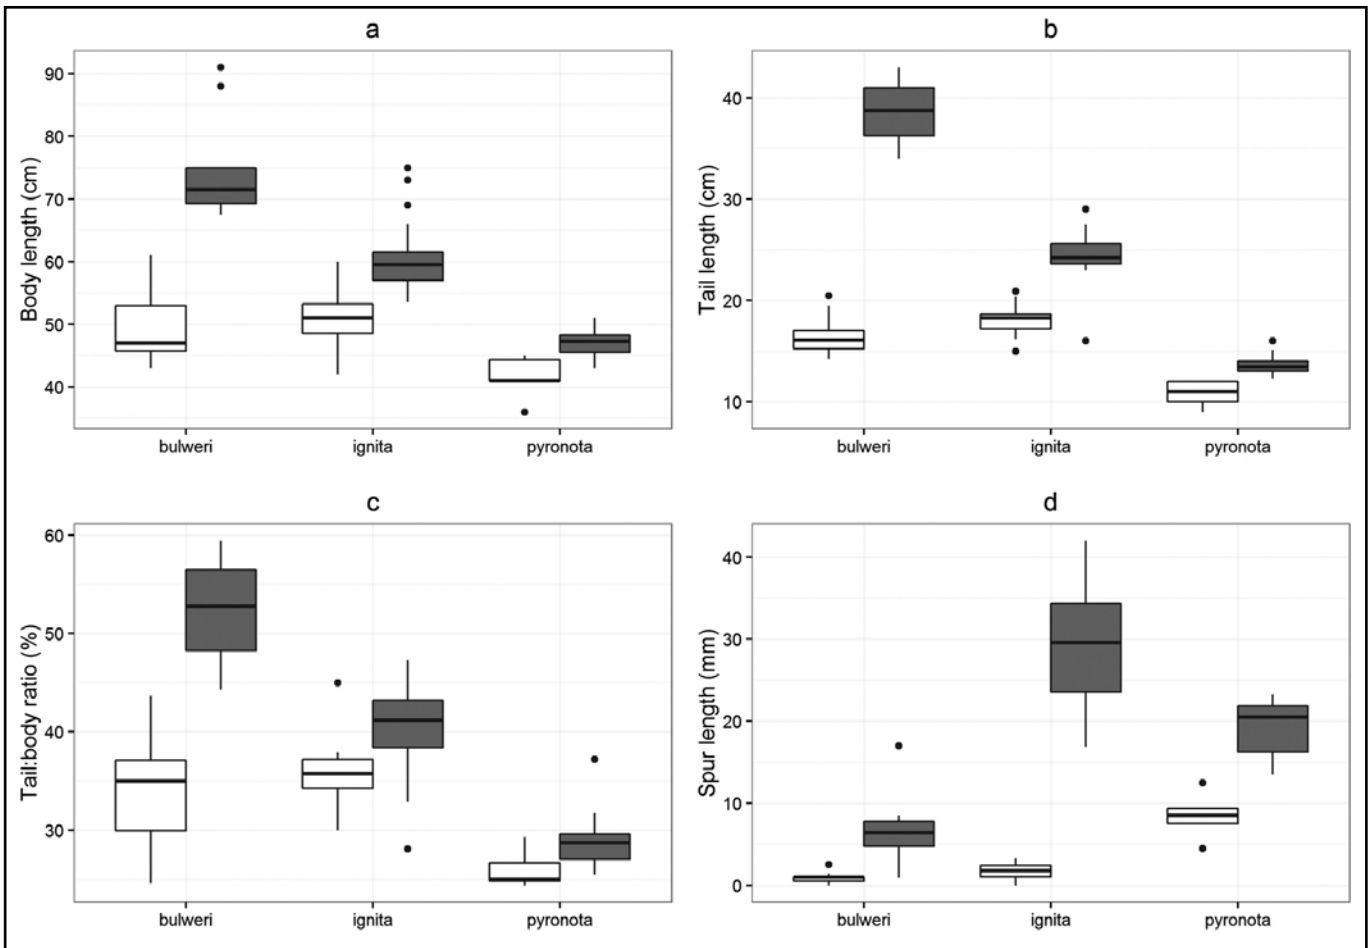 a
Body length (cm)
90
80
70
60
50
40
bulweri ignita pyronota
b
Tail length (cm)
40
30
20
10
bulweri ignita pyronota
c
Tail:body ratio (%)
60
50
40
30
bulweri ignita pyronota
d
Spur length (mm)
40
30
20
10
0
bulweri ignita pyronota